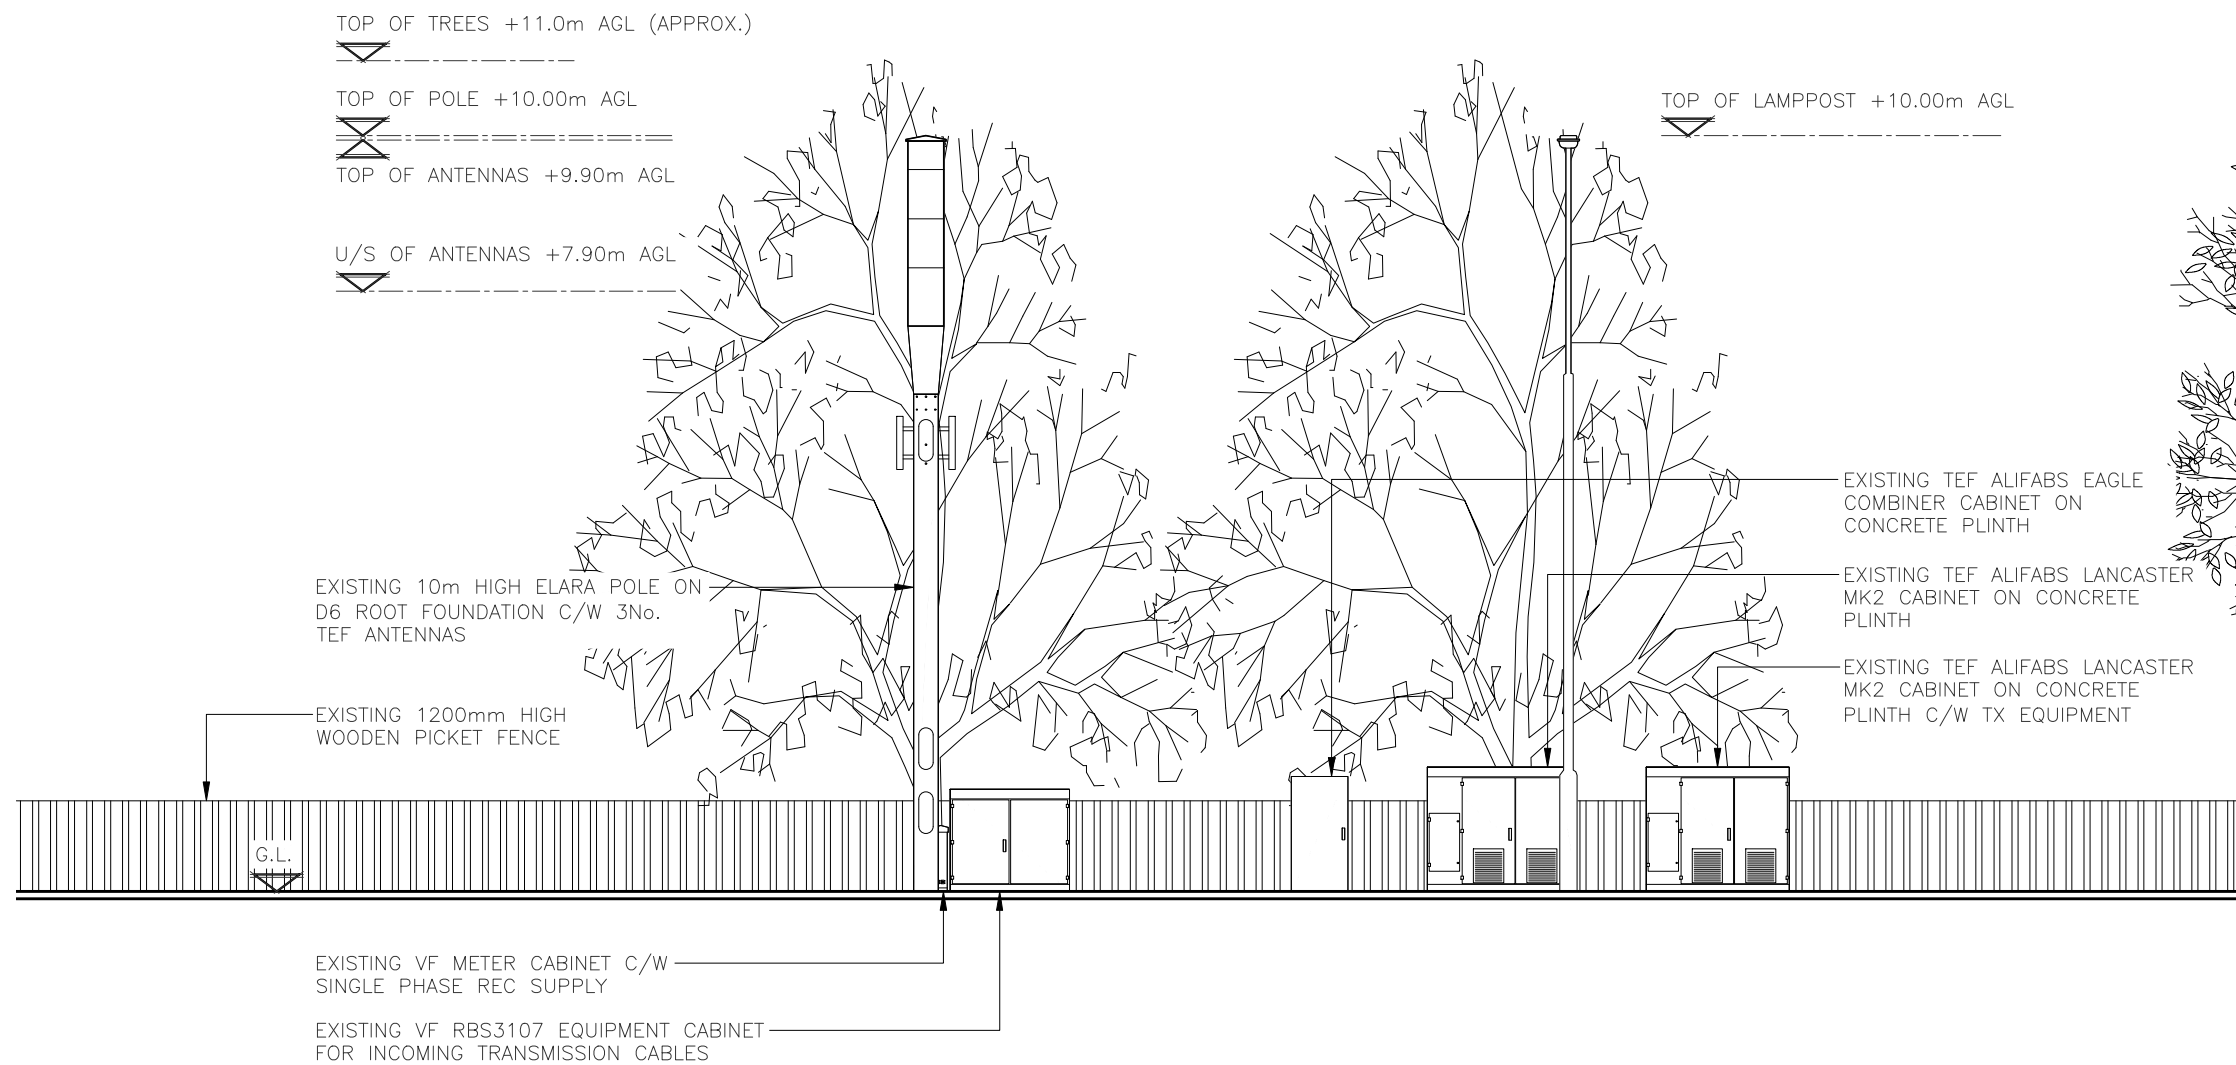 TOP OF TREES +11.0m AGL (APPROX.)
TOP OF POLE +10.00m AGL
TOP OF ANTENNAS +9.90m AGL
U/S OF ANTENNAS +7.90m AGL
TOP OF LAMPPOST +10.00m AGL
EXISTING TEF ALIFABS EAGLE
COMBINER CABINET ON
CONCRETE PLINTH
EXISTING TEF ALIFABS LANCASTER
MK2 CABINET ON CONCRETE
PLINTH
EXISTING TEF ALIFABS LANCASTER
MK2 CABINET ON CONCRETE
PLINTH C/W TX EQUIPMENT
EXISTING 10m HIGH ELARA POLE ON
D6 ROOT FOUNDATION C/W 3No.
TEF ANTENNAS
EXISTING 1200mm HIGH
WOODEN PICKET FENCE
G.L.
EXISTING VF METER CABINET C/W
SINGLE PHASE REC SUPPLY
EXISTING VF RBS3107 EQUIPMENT CABINET
FOR INCOMING TRANSMISSION CABLES